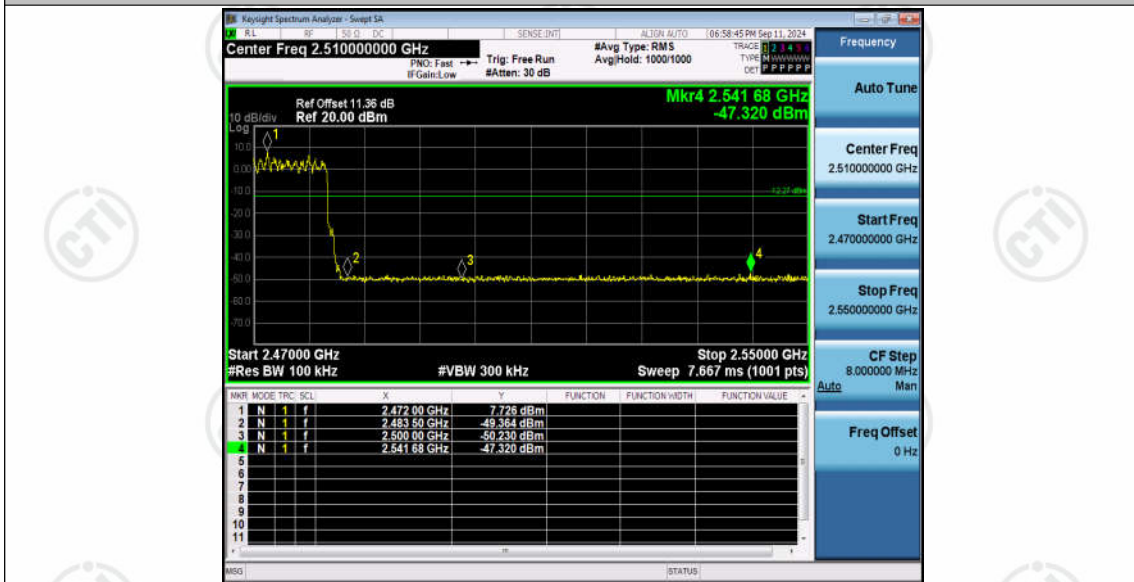 Keysight Spectrum Analyzer - Swept SA
RL RF 50 Ω DC SENSE:INT ALIGN AUTO 06:58:45 PM Sep 11, 2024
Center Freq 2.510000000 GHz
PNO: Fast
IFGain:Low
Trig: Free Run
#Atten: 30 dB
#Avg Type: RMS
Avg|Hold: 1000/1000
TRACE 1 2 3 4 5 6
TYPE M WWWWW
DET P P P P P P
Frequency
Auto Tune
Center Freq
2.510000000 GHz
Start Freq
2.470000000 GHz
Stop Freq
2.550000000 GHz
CF Step
8.000000 MHz
Auto Man
Freq Offset
0 Hz
Mkr4 2.541 68 GHz
-47.320 dBm
Ref Offset 11.36 dB
10 dB/div Ref 20.00 dBm
Log
10.0
0.00
-10.0
-20.0
-30.0
-40.0
-50.0
-60.0
-70.0
1
2
3
4
Start 2.47000 GHz Stop 2.55000 GHz
#Res BW 100 kHz #VBW 300 kHz Sweep 7.667 ms (1001 pts)
MKR MODE TRC SCL X Y FUNCTION FUNCTION WIDTH FUNCTION VALUE
1 N 1 f 2.472 00 GHz 7.726 dBm
2 N 1 f 2.483 50 GHz -49.364 dBm
3 N 1 f 2.500 00 GHz -50.230 dBm
4 N 1 f 2.541 68 GHz -47.320 dBm
5
6
7
8
9
10
11
MSG STATUS
CTI
CTI